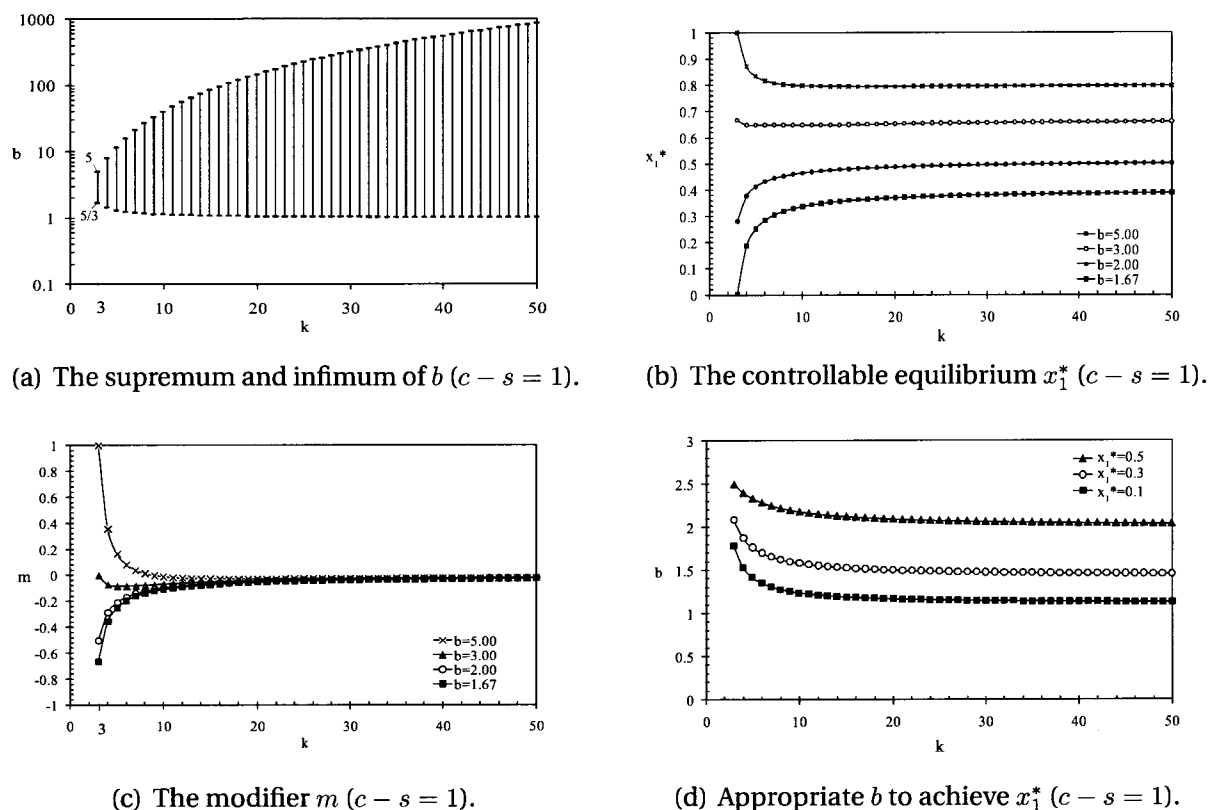 1000
100
10
b
5
5/3
1
0.1
0
3
10
20
30
40
50
k
(a) The supremum and infimum of b (c − s = 1).
1
0.9
0.8
0.7
0.6
x₁*
0.5
0.4
0.3
0.2
0.1
0
b=5.00
b=3.00
b=2.00
b=1.67
0
10
20
30
40
50
k
(b) The controllable equilibrium x₁* (c − s = 1).
1
0.8
0.6
0.4
0.2
0
m
-0.2
-0.4
-0.6
-0.8
-1
b=5.00
b=3.00
b=2.00
b=1.67
0
3
10
20
30
40
50
k
(c) The modifier m (c − s = 1).
3
2.5
2
1.5
b
1
0.5
0
x₁*=0.5
x₁*=0.3
x₁*=0.1
0
10
20
30
40
50
k
(d) Appropriate b to achieve x₁* (c − s = 1).